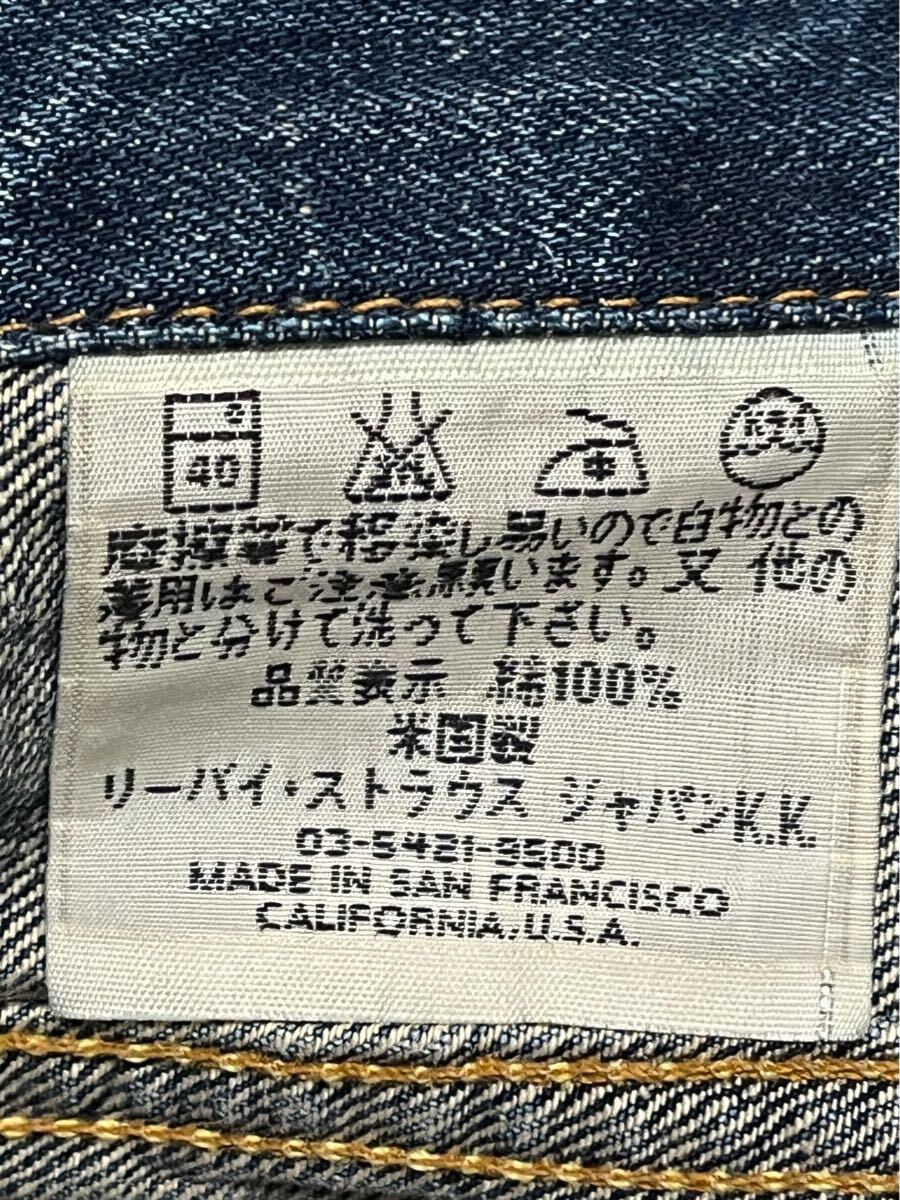 40
中
摩擦等で移染し易いので白物との
着用はご注意願います。又 他の
物と分けて洗って下さい。
品質表示 綿100%
米国製
リーバイ・ストラウス ジャパンK.K.
03-5421-9500
MADE IN SAN FRANCISCO
CALIFORNIA, U.S.A.